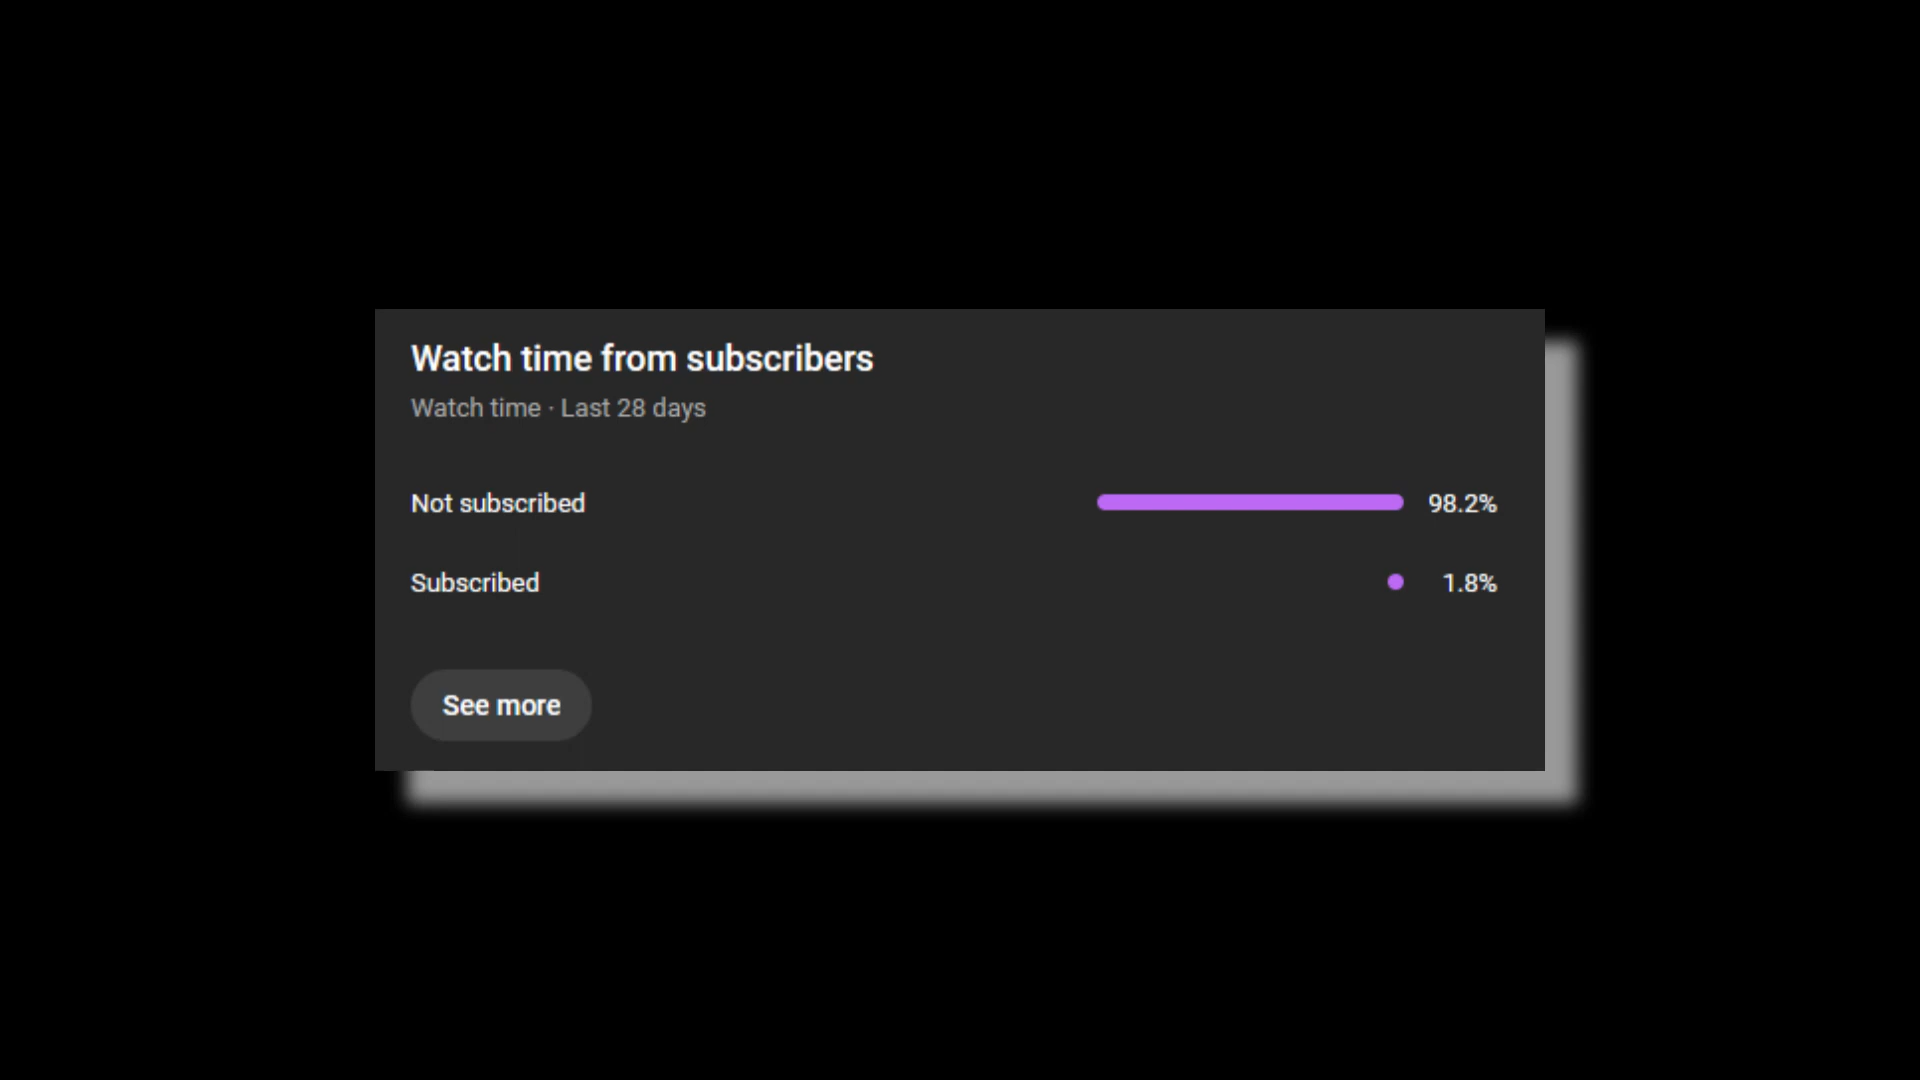 Watch time from subscribers
Watch time · Last 28 days
Not subscribed 98.2%
Subscribed 1.8%
See more